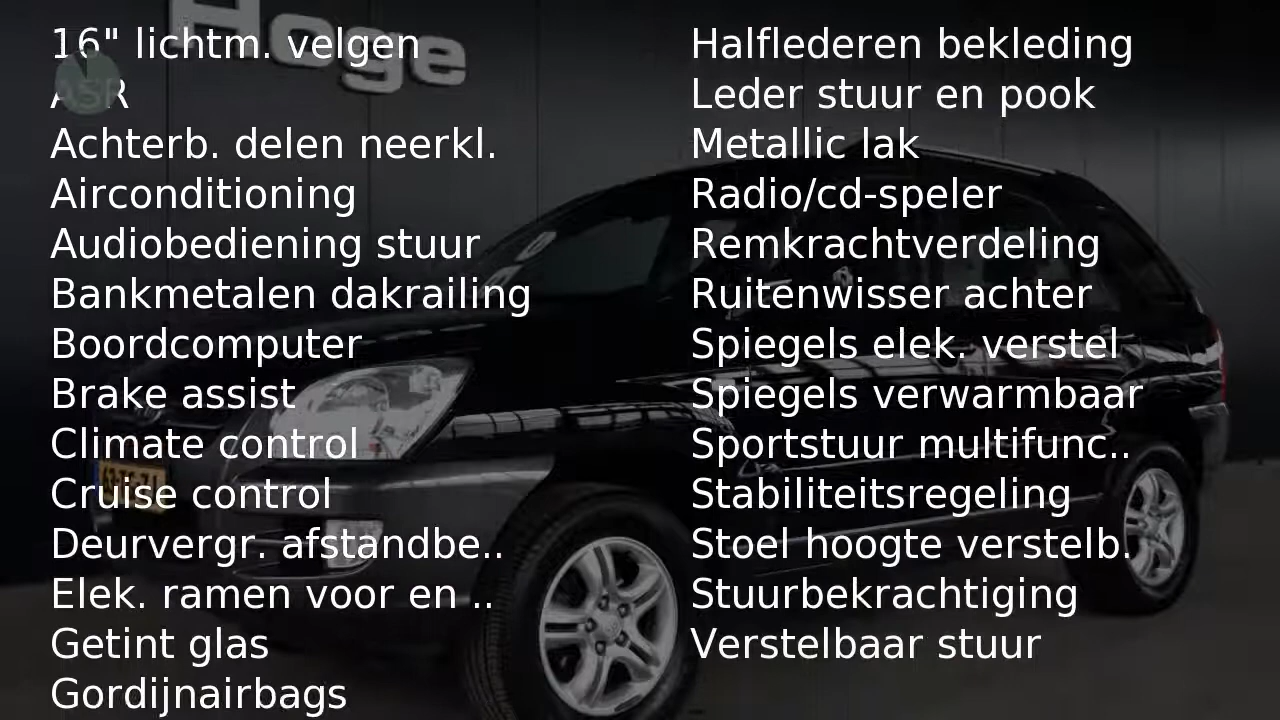 Hoge
16" lichtm. velgen
ASR
Achterb. delen neerkl.
Airconditioning
Audiobediening stuur
Bankmetalen dakrailing
Boordcomputer
Brake assist
Climate control
Cruise control
Deurvergr. afstandbe..
Elek. ramen voor en ..
Getint glas
Gordijnairbags
Halflederen bekleding
Leder stuur en pook
Metallic lak
Radio/cd-speler
Remkrachtverdeling
Ruitenwisser achter
Spiegels elek. verstel
Spiegels verwarmbaar
Sportstuur multifunc..
Stabiliteitsregeling
Stoel hoogte verstelb.
Stuurbekrachtiging
Verstelbaar stuur